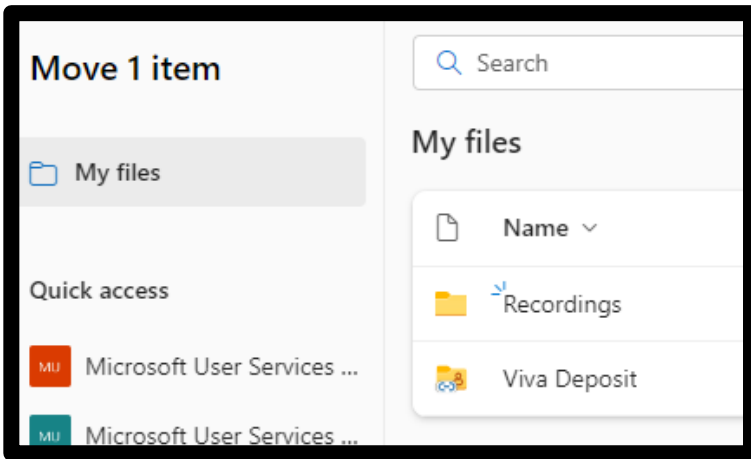 Move 1 item
My files
Quick access
MU Microsoft User Services ...
MU Microsoft User Services ...
Search
My files
Name
Recordings
Viva Deposit